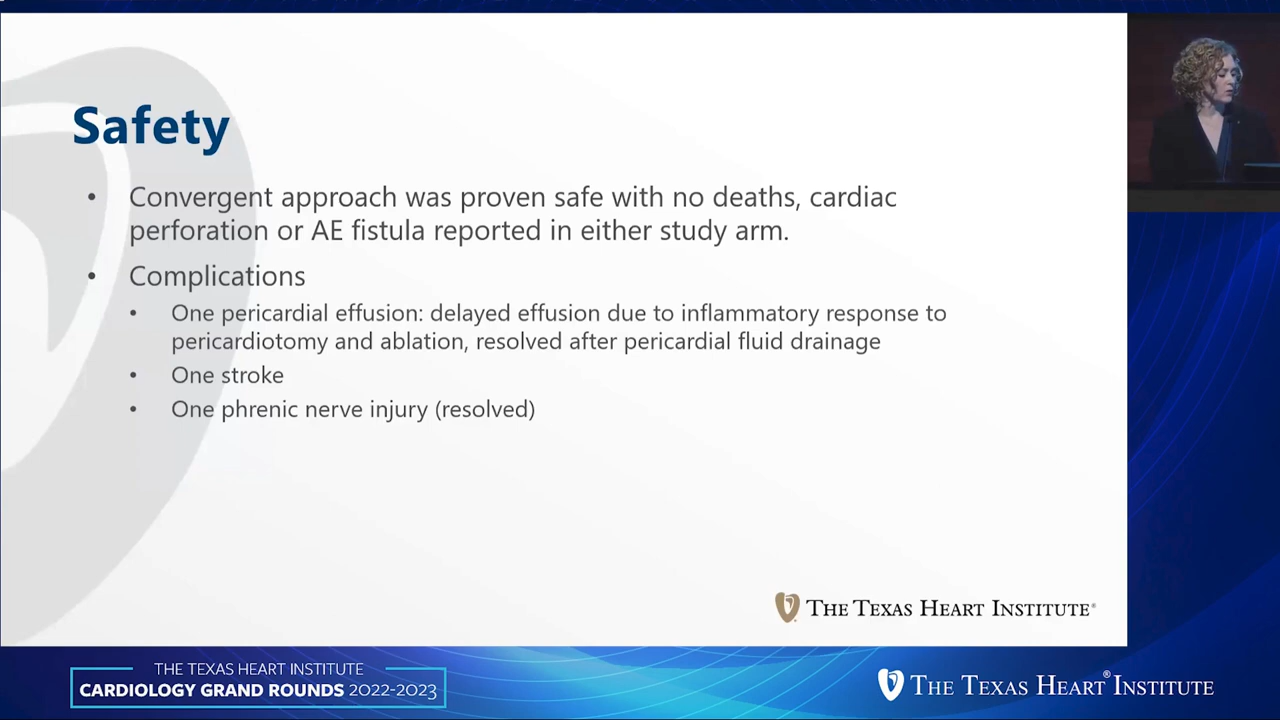 Safety
• Convergent approach was proven safe with no deaths, cardiac
perforation or AE fistula reported in either study arm.
• Complications
• One pericardial effusion: delayed effusion due to inflammatory response to
pericardiotomy and ablation, resolved after pericardial fluid drainage
• One stroke
• One phrenic nerve injury (resolved)
THE TEXAS HEART INSTITUTE®
THE TEXAS HEART INSTITUTE
CARDIOLOGY GRAND ROUNDS 2022-2023
THE TEXAS HEART® INSTITUTE